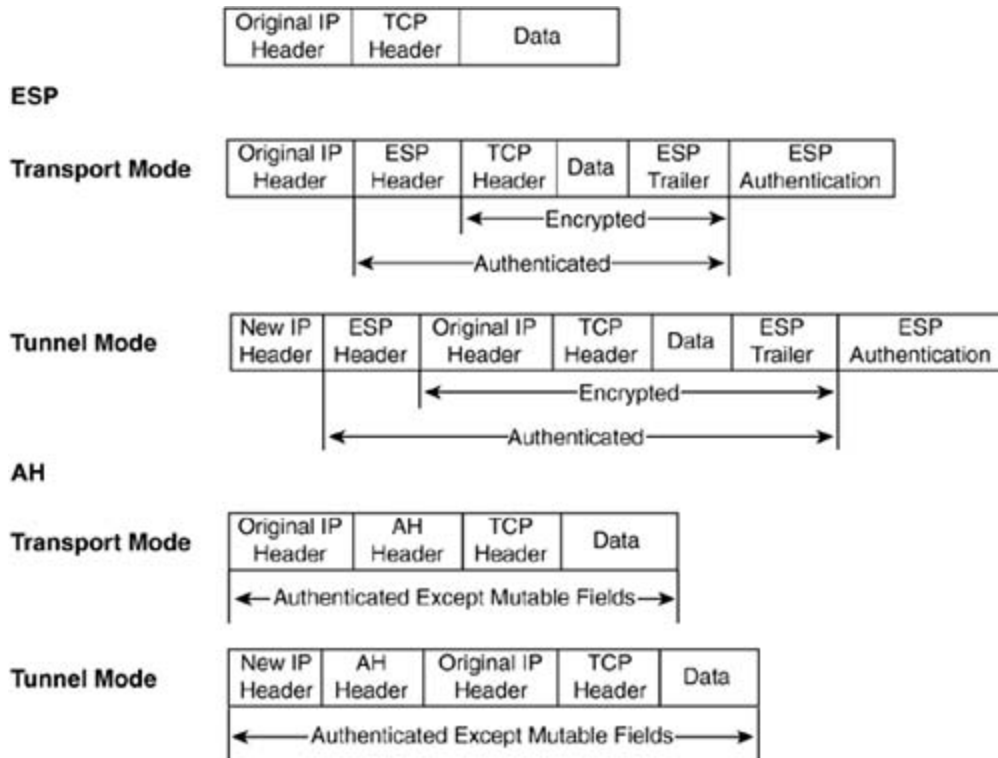 Original IP Header TCP Header Data
ESP
Transport Mode
Original IP Header ESP Header TCP Header Data ESP Trailer ESP Authentication
Encrypted
Authenticated
Tunnel Mode
New IP Header ESP Header Original IP Header TCP Header Data ESP Trailer ESP Authentication
Encrypted
Authenticated
AH
Transport Mode
Original IP Header AH Header TCP Header Data
Authenticated Except Mutable Fields
Tunnel Mode
New IP Header AH Header Original IP Header TCP Header Data
Authenticated Except Mutable Fields